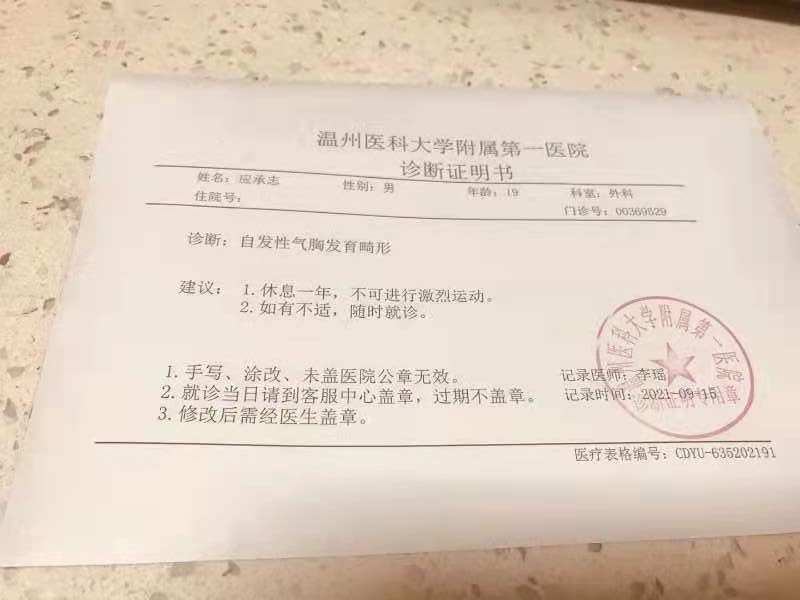 温州医科大学附属第一医院
诊断证明书
姓名：应承志 性别：男 年龄：19 科室：外科
住院号： 门诊号：00369829
诊断：自发性气胸发育畸形
建议： 1.休息一年，不可进行激烈运动。
2.如有不适，随时就诊。
1.手写、涂改、未盖医院公章无效。 记录医师：李瑶
2.就诊当日请到客服中心盖章，过期不盖章。 记录时间：2021-09-15
3.修改后需经医生盖章。
温州医科大学附属第一医院
诊断证明专用章
医疗表格编号：CDYU-635202191